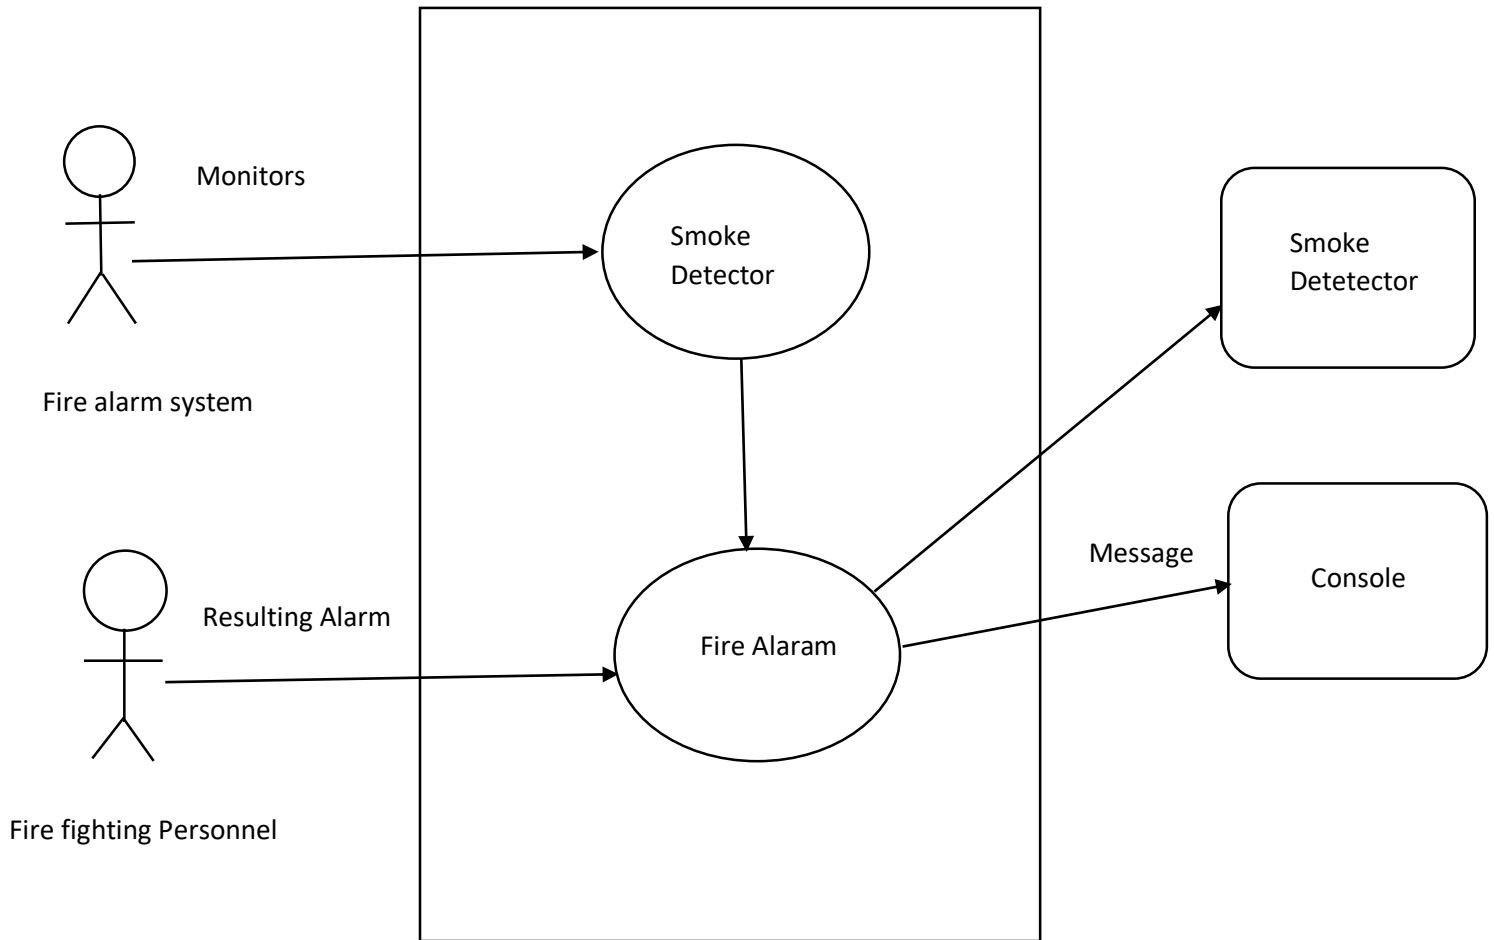 Monitors
Smoke
Detector
Smoke
Detetector
Fire alarm system
Message
Console
Resulting Alarm
Fire Alaram
Fire fighting Personnel